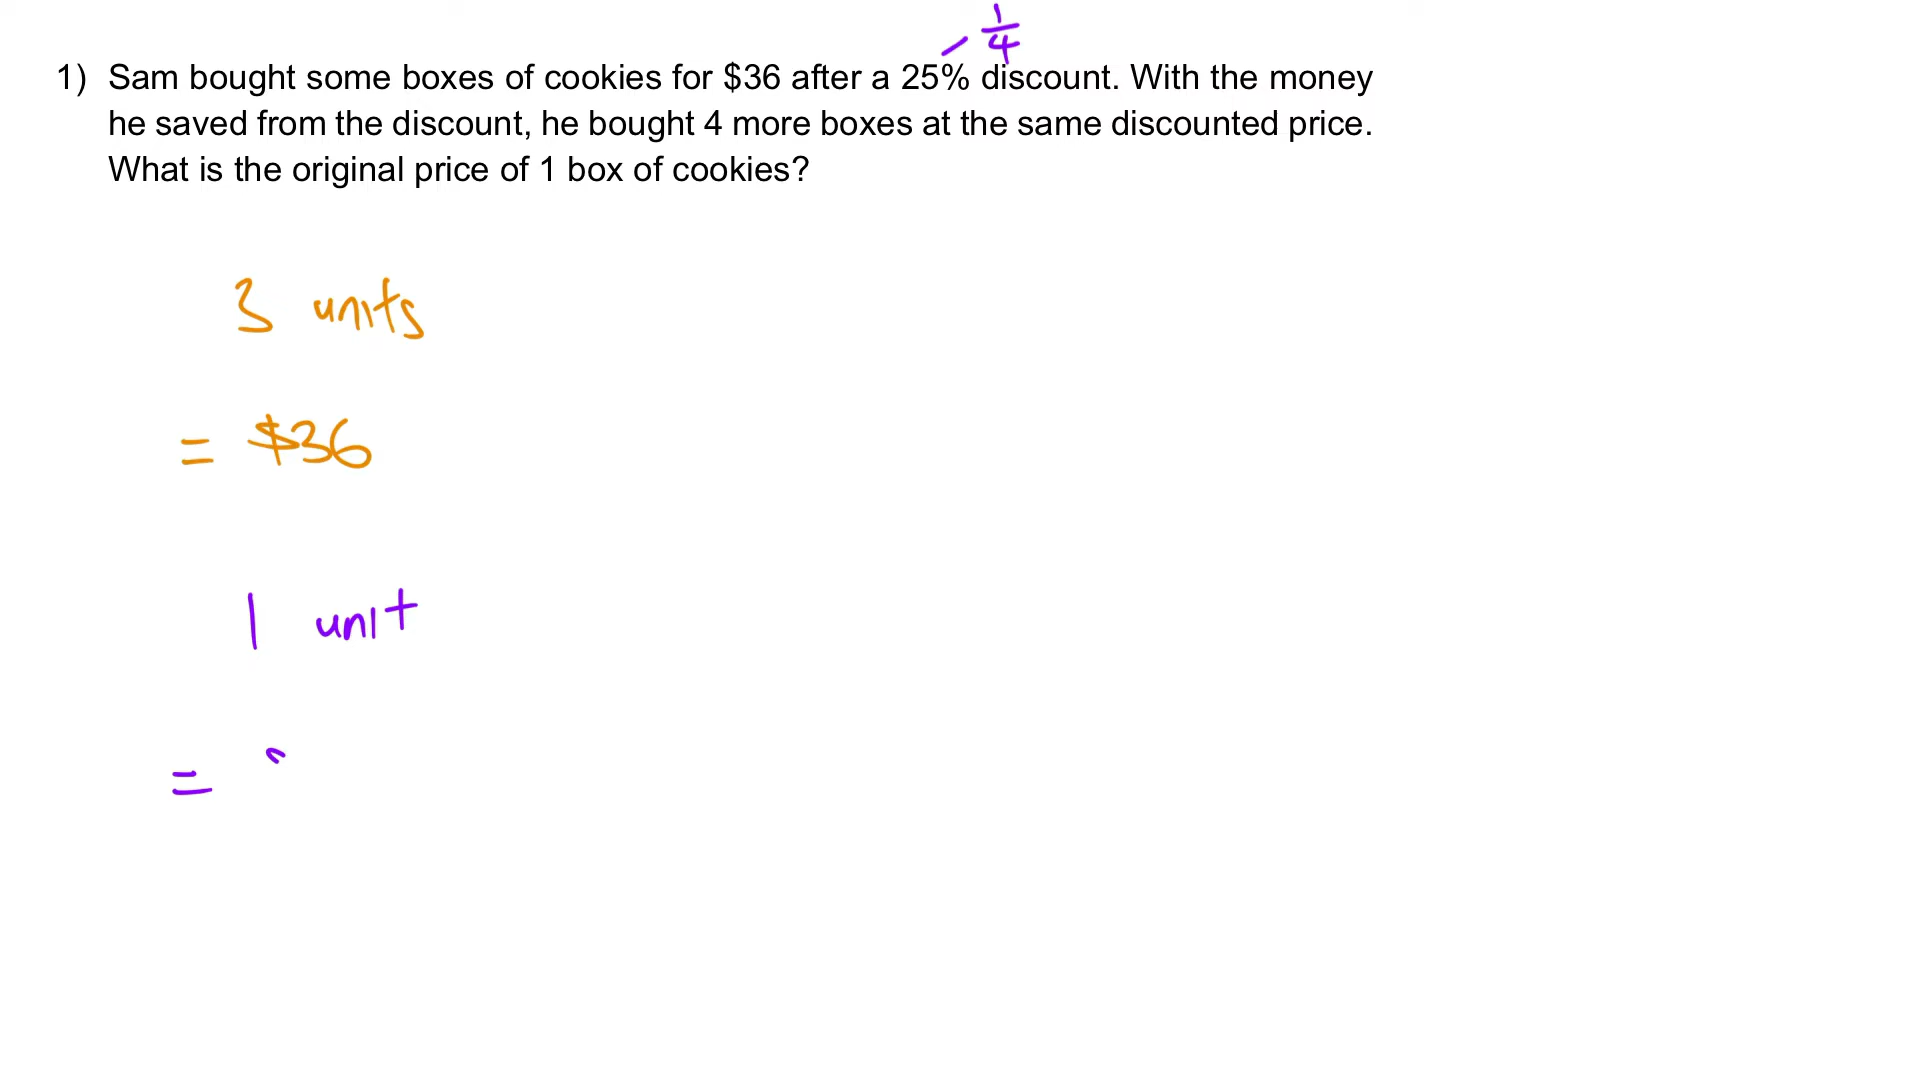 - 1/4
1) Sam bought some boxes of cookies for $36 after a 25% discount. With the money
he saved from the discount, he bought 4 more boxes at the same discounted price.
What is the original price of 1 box of cookies?
3 units
= $36
1 unit
=